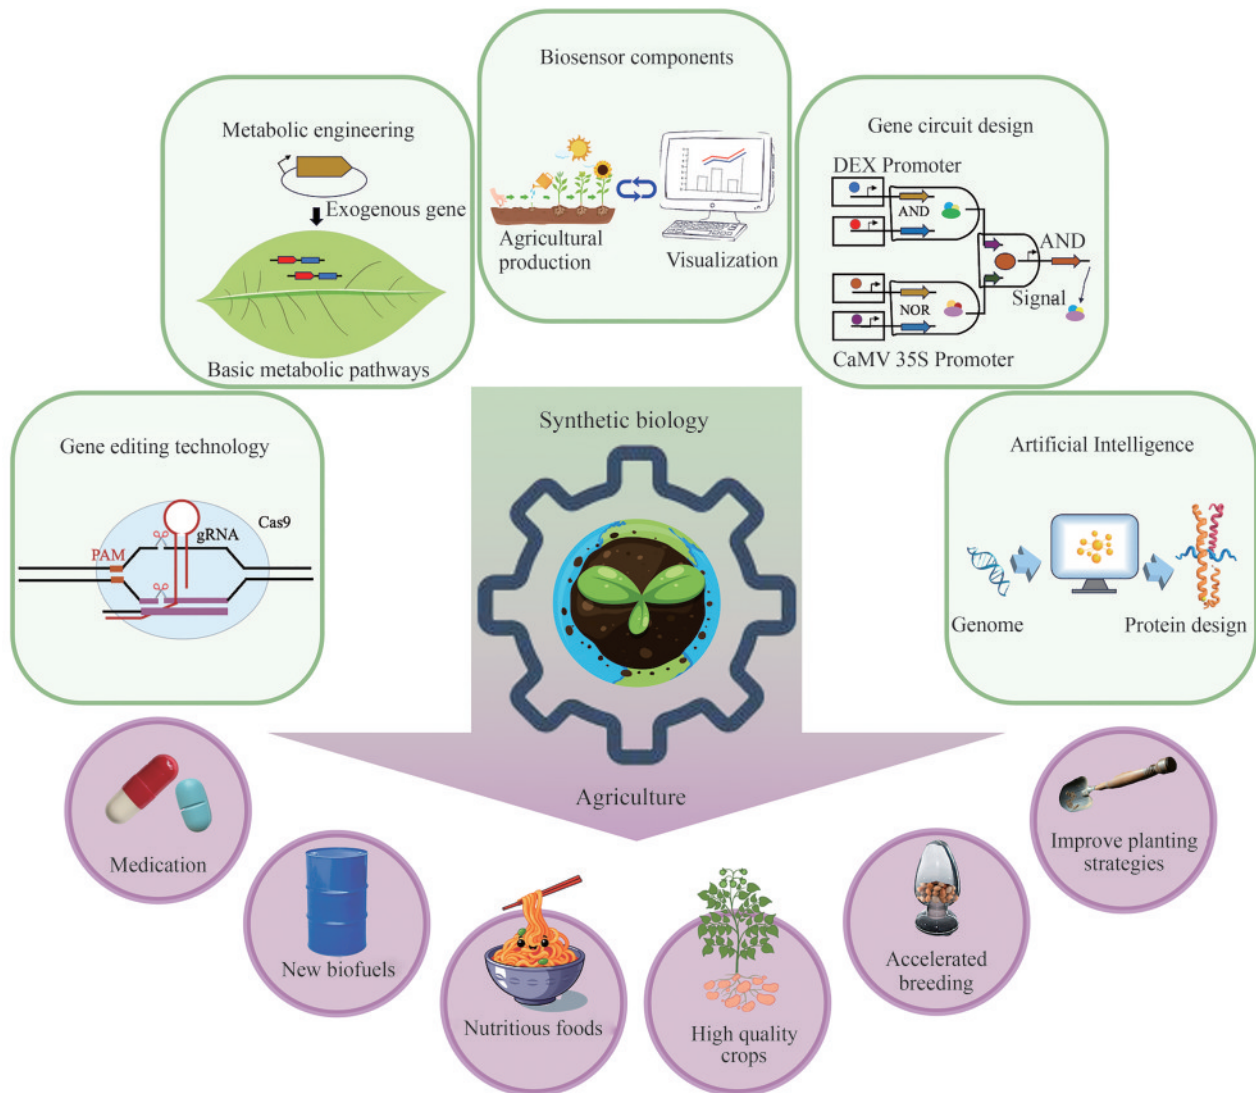 Biosensor components
Agricultural
production
Visualization
Metabolic engineering
Exogenous gene
Basic metabolic pathways
Gene circuit design
DEX Promoter
AND
AND
Signal
NOR
CaMV 35S Promoter
Gene editing technology
Cas9
gRNA
PAM
Synthetic biology
Artificial Intelligence
Genome
Protein design
Agriculture
Medication
New biofuels
Nutritious foods
High quality
crops
Accelerated
breeding
Improve planting
strategies